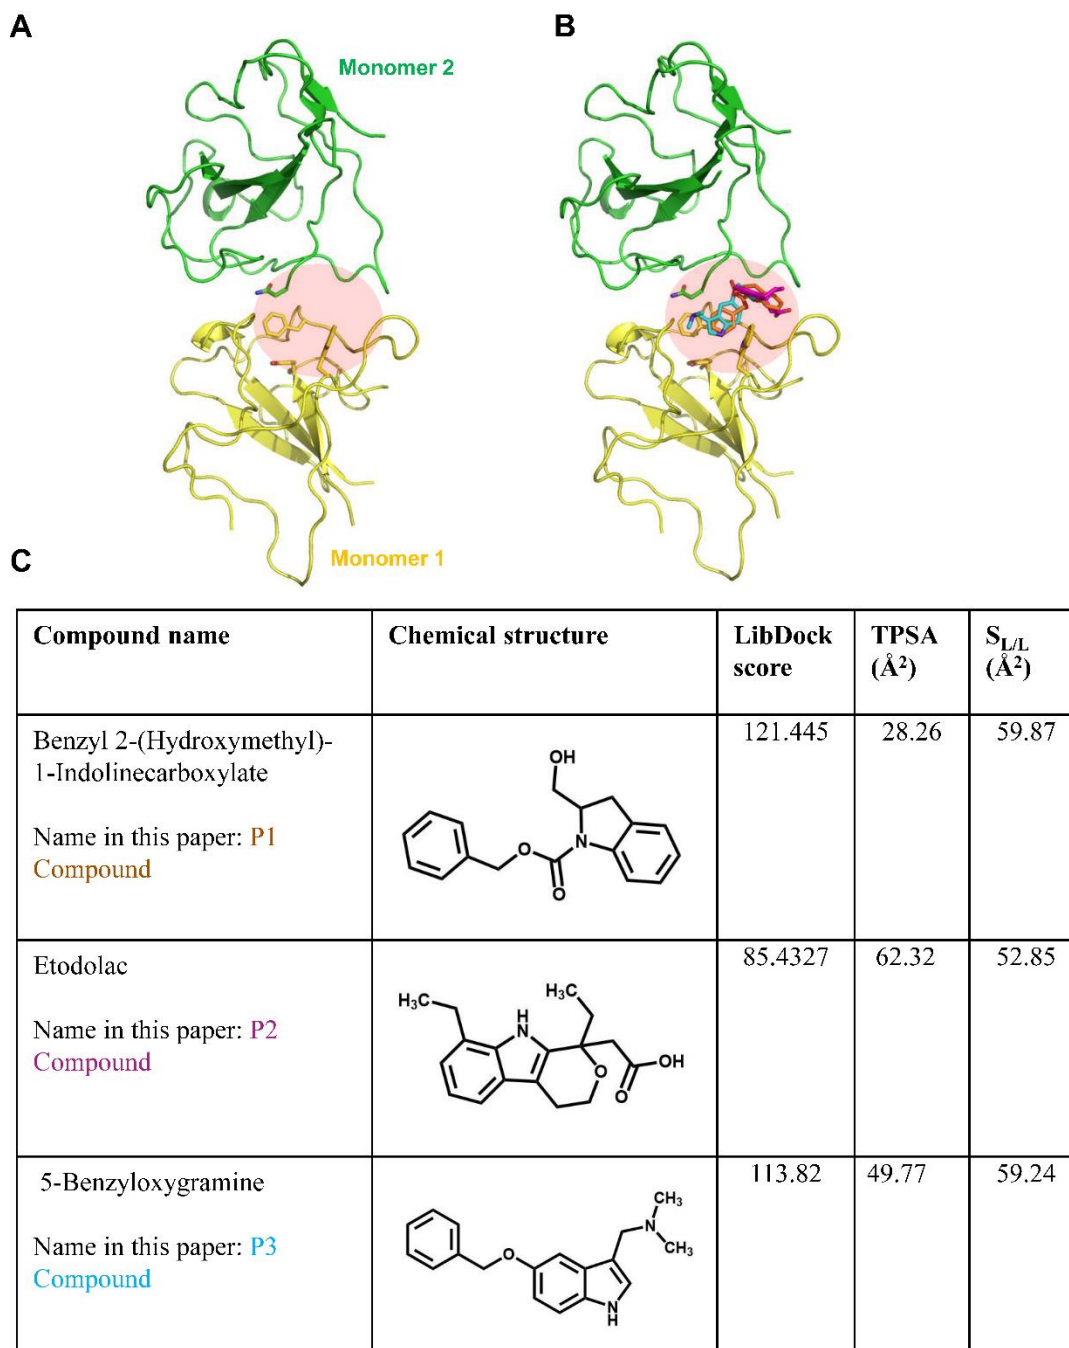 A
B
Monomer 2
Monomer 1
C
Compound name
Chemical structure
LibDock score
TPSA (Å²)
S_L/L (Å²)
Benzyl 2-(Hydroxymethyl)-
1-Indolinecarboxylate
Name in this paper: P1
Compound
OH
N
O
O
121.445
28.26
59.87
Etodolac
Name in this paper: P2
Compound
H₃C
H₃C
H
N
O
OH
O
85.4327
62.32
52.85
5-Benzyloxygramine
Name in this paper: P3
Compound
CH₃
N
CH₃
O
N
H
113.82
49.77
59.24